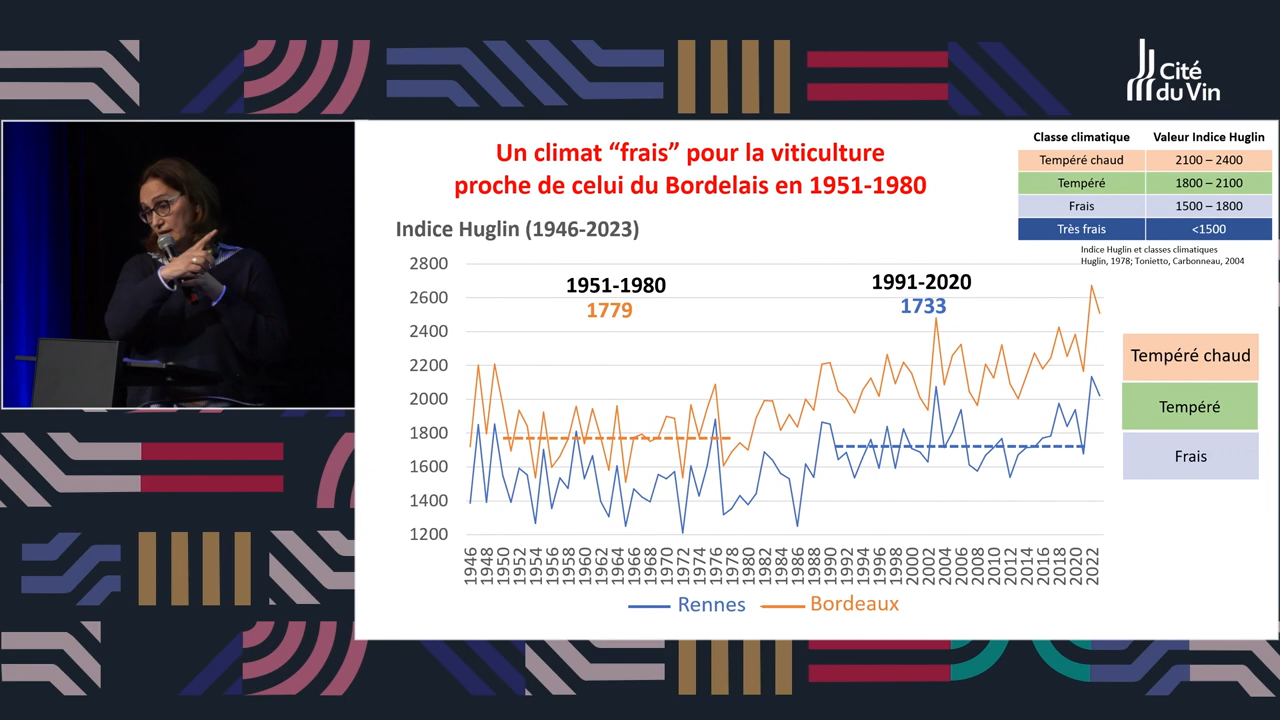 Cité
du Vin
Un climat “frais” pour la viticulture
proche de celui du Bordelais en 1951-1980
Classe climatique Valeur Indice Huglin
Tempéré chaud 2100 – 2400
Tempéré 1800 – 2100
Frais 1500 – 1800
Très frais <1500
Indice Huglin et classes climatiques
Huglin, 1978; Tonietto, Carbonneau, 2004
Indice Huglin (1946-2023)
2800
2600
2400
2200
2000
1800
1600
1400
1200
1951-1980
1779
1991-2020
1733
Tempéré chaud
Tempéré
Frais
1946 1948 1950 1952 1954 1956 1958 1960 1962 1964 1966 1968 1970 1972 1974 1976 1978 1980 1982 1984 1986 1988 1990 1992 1994 1996 1998 2000 2002 2004 2006 2008 2010 2012 2014 2016 2018 2020 2022
Rennes Bordeaux